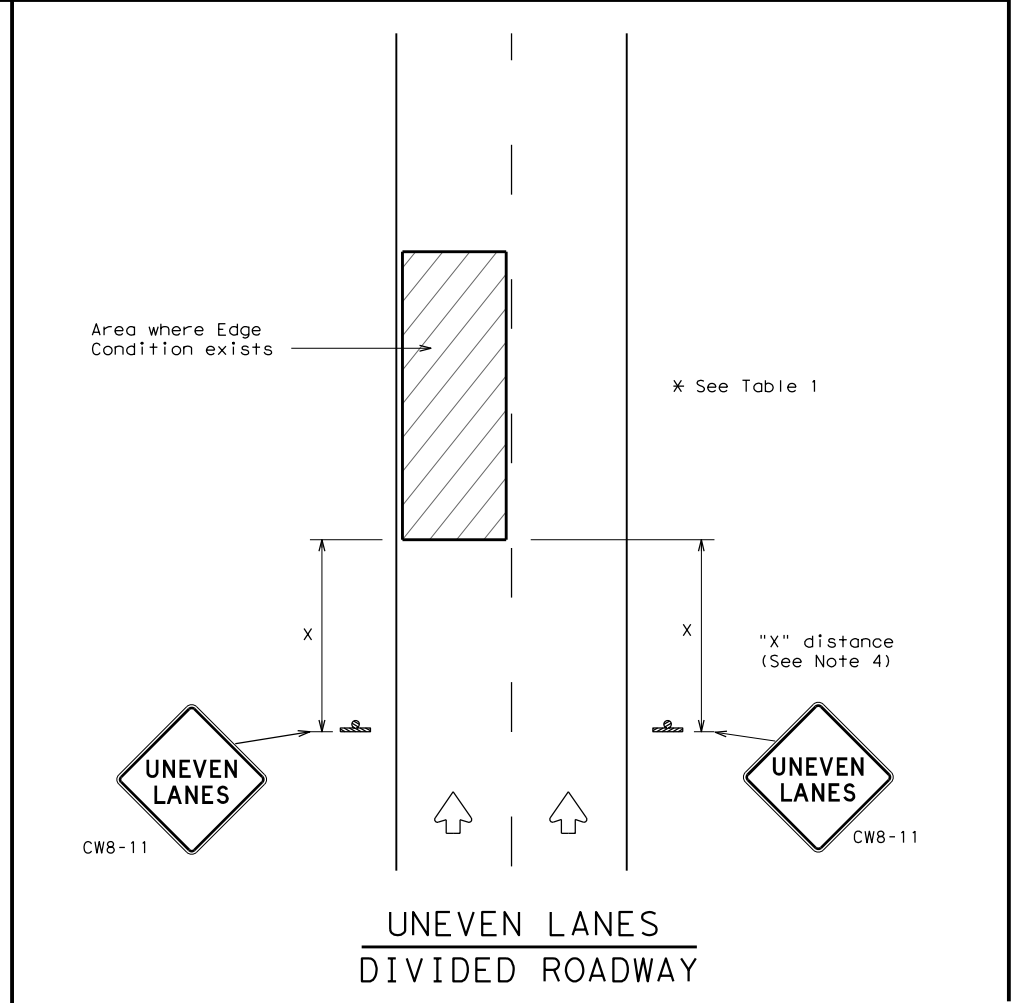 Area where Edge
Condition exists
* See Table 1
X
X
"X" distance
(See Note 4)
UNEVEN
LANES
CW8-11
UNEVEN
LANES
CW8-11
UNEVEN LANES
DIVIDED ROADWAY